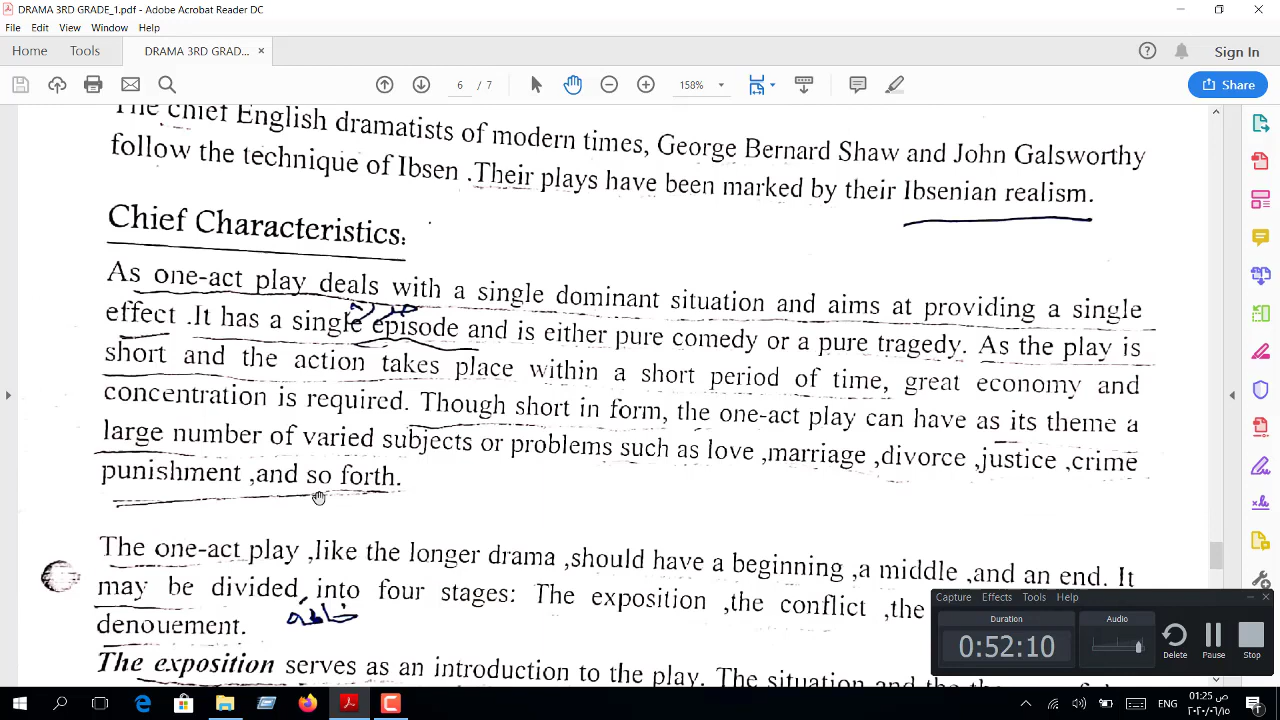 DRAMA 3RD GRADE_1.pdf - Adobe Acrobat Reader DC
File Edit View Window Help
Home Tools DRAMA 3RD GRAD... × Sign In
6 / 7 158% Share
The chief English dramatists of modern times, George Bernard Shaw and John Galsworthy
follow the technique of Ibsen .Their plays have been marked by their Ibsenian realism.
Chief Characteristics:
As one-act play deals with a single dominant situation and aims at providing a single
effect .It has a single episode and is either pure comedy or a pure tragedy. As the play is
short and the action takes place within a short period of time, great economy and
concentration is required. Though short in form, the one-act play can have as its theme a
large number of varied subjects or problems such as love ,marriage ,divorce ,justice ,crime
punishment ,and so forth.
The one-act play ,like the longer drama ,should have a beginning ,a middle ,and an end. It
may be divided into four stages: The exposition ,the conflict ,the
denouement.
The exposition serves as an introduction to the play. The situation and the
Capture Effects Tools Help
Duration
0:52:10
Audio
Delete Pause Stop
ENG
01:25 ص
٢٠٢٠/٠٦/١٥